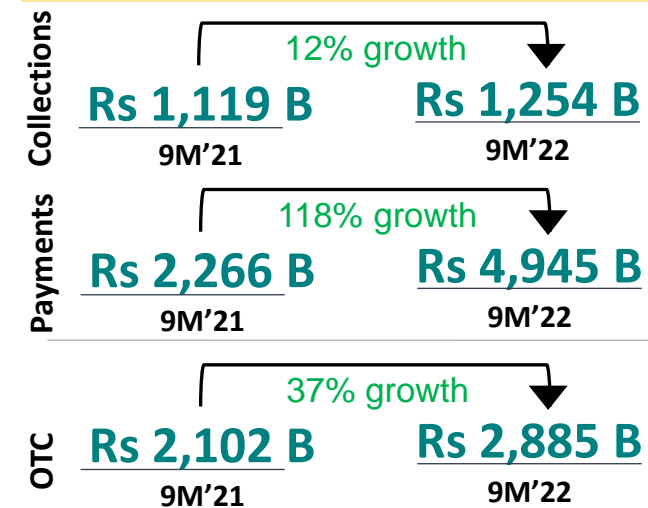 Collections
12% growth
Rs 1,119 B
Rs 1,254 B
9M’21
9M’22
Payments
118% growth
Rs 2,266 B
Rs 4,945 B
9M’21
9M’22
OTC
37% growth
Rs 2,102 B
Rs 2,885 B
9M’21
9M’22